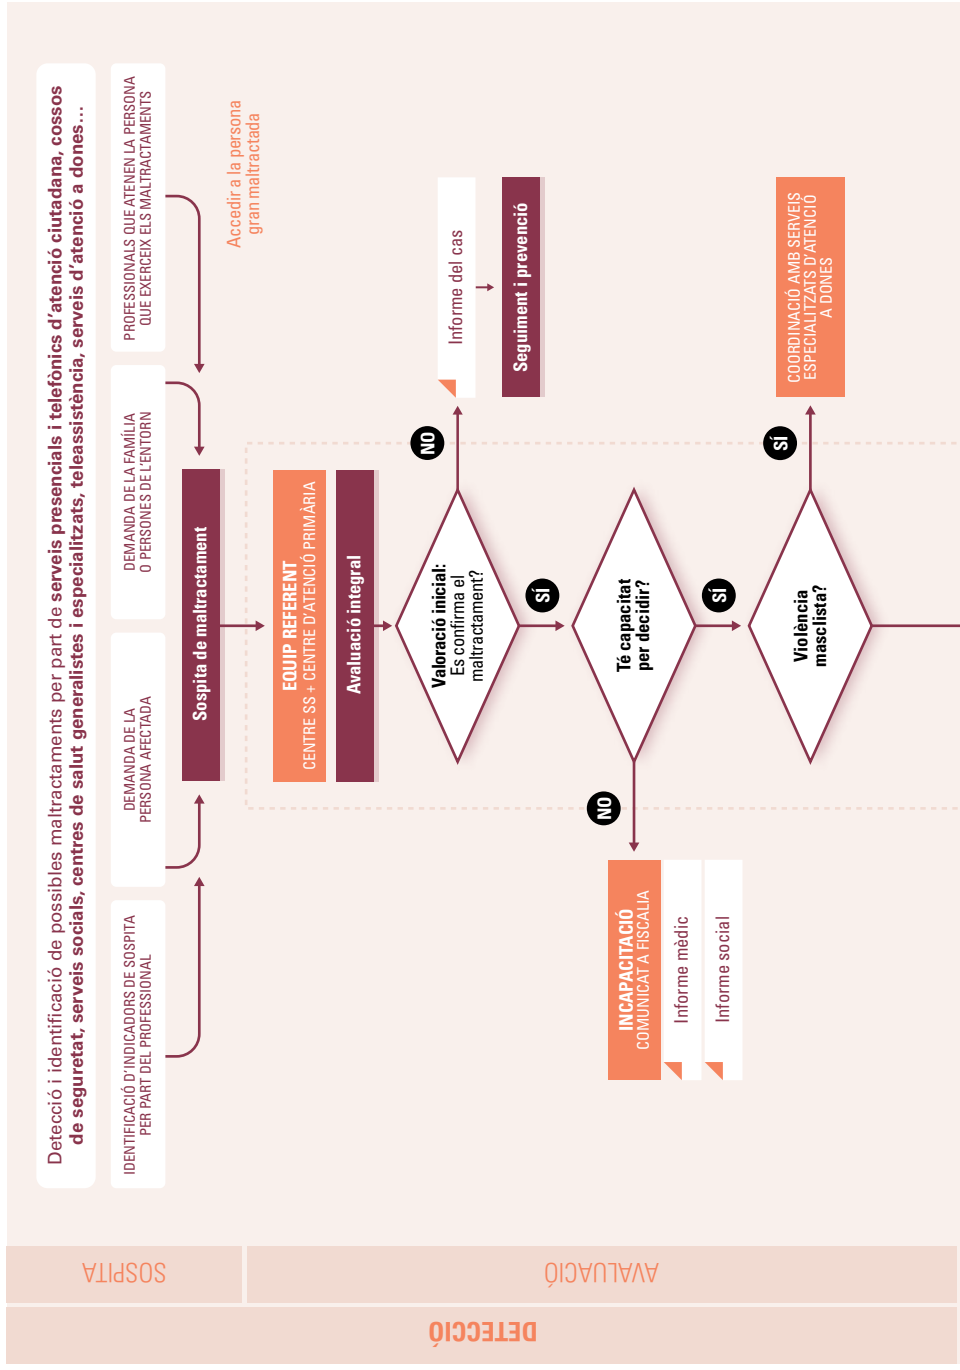 Detecció i identificació de possibles maltractaments per part de serveis presencials i telefònics d'atenció ciutadana, cossos
de seguretat, serveis socials, centres de salut generalistes i especialitzats, teleassistència, serveis d'atenció a dones...
IDENTIFICACIÓ D'INDICADORS DE SOSPITA
PER PART DEL PROFESSIONAL
DEMANDA DE LA
PERSONA AFECTADA
DEMANDA DE LA FAMÍLIA
O PERSONES DE L'ENTORN
PROFESSIONALS QUE ATENEN LA PERSONA
QUE EXERCEIX ELS MALTRACTAMENTS
Sospita de maltractament
Accedir a la persona
gran maltractada
EQUIP REFERENT
CENTRE SS + CENTRE D'ATENCIÓ PRIMÀRIA
Avaluació integral
Valoració inicial:
Es confirma el
maltractament?
NO
Informe del cas
Seguiment i prevenció
SÍ
Té capacitat
per decidir?
NO
INCAPACITACIÓ
COMUNICAT A FISCALIA
Informe mèdic
Informe social
SÍ
Violència
masclista?
SÍ
COORDINACIÓ AMB SERVEIS
ESPECIALITZATS D'ATENCIÓ
A DONES
SOSPITA
AVALUACIÓ
DETECCIÓ